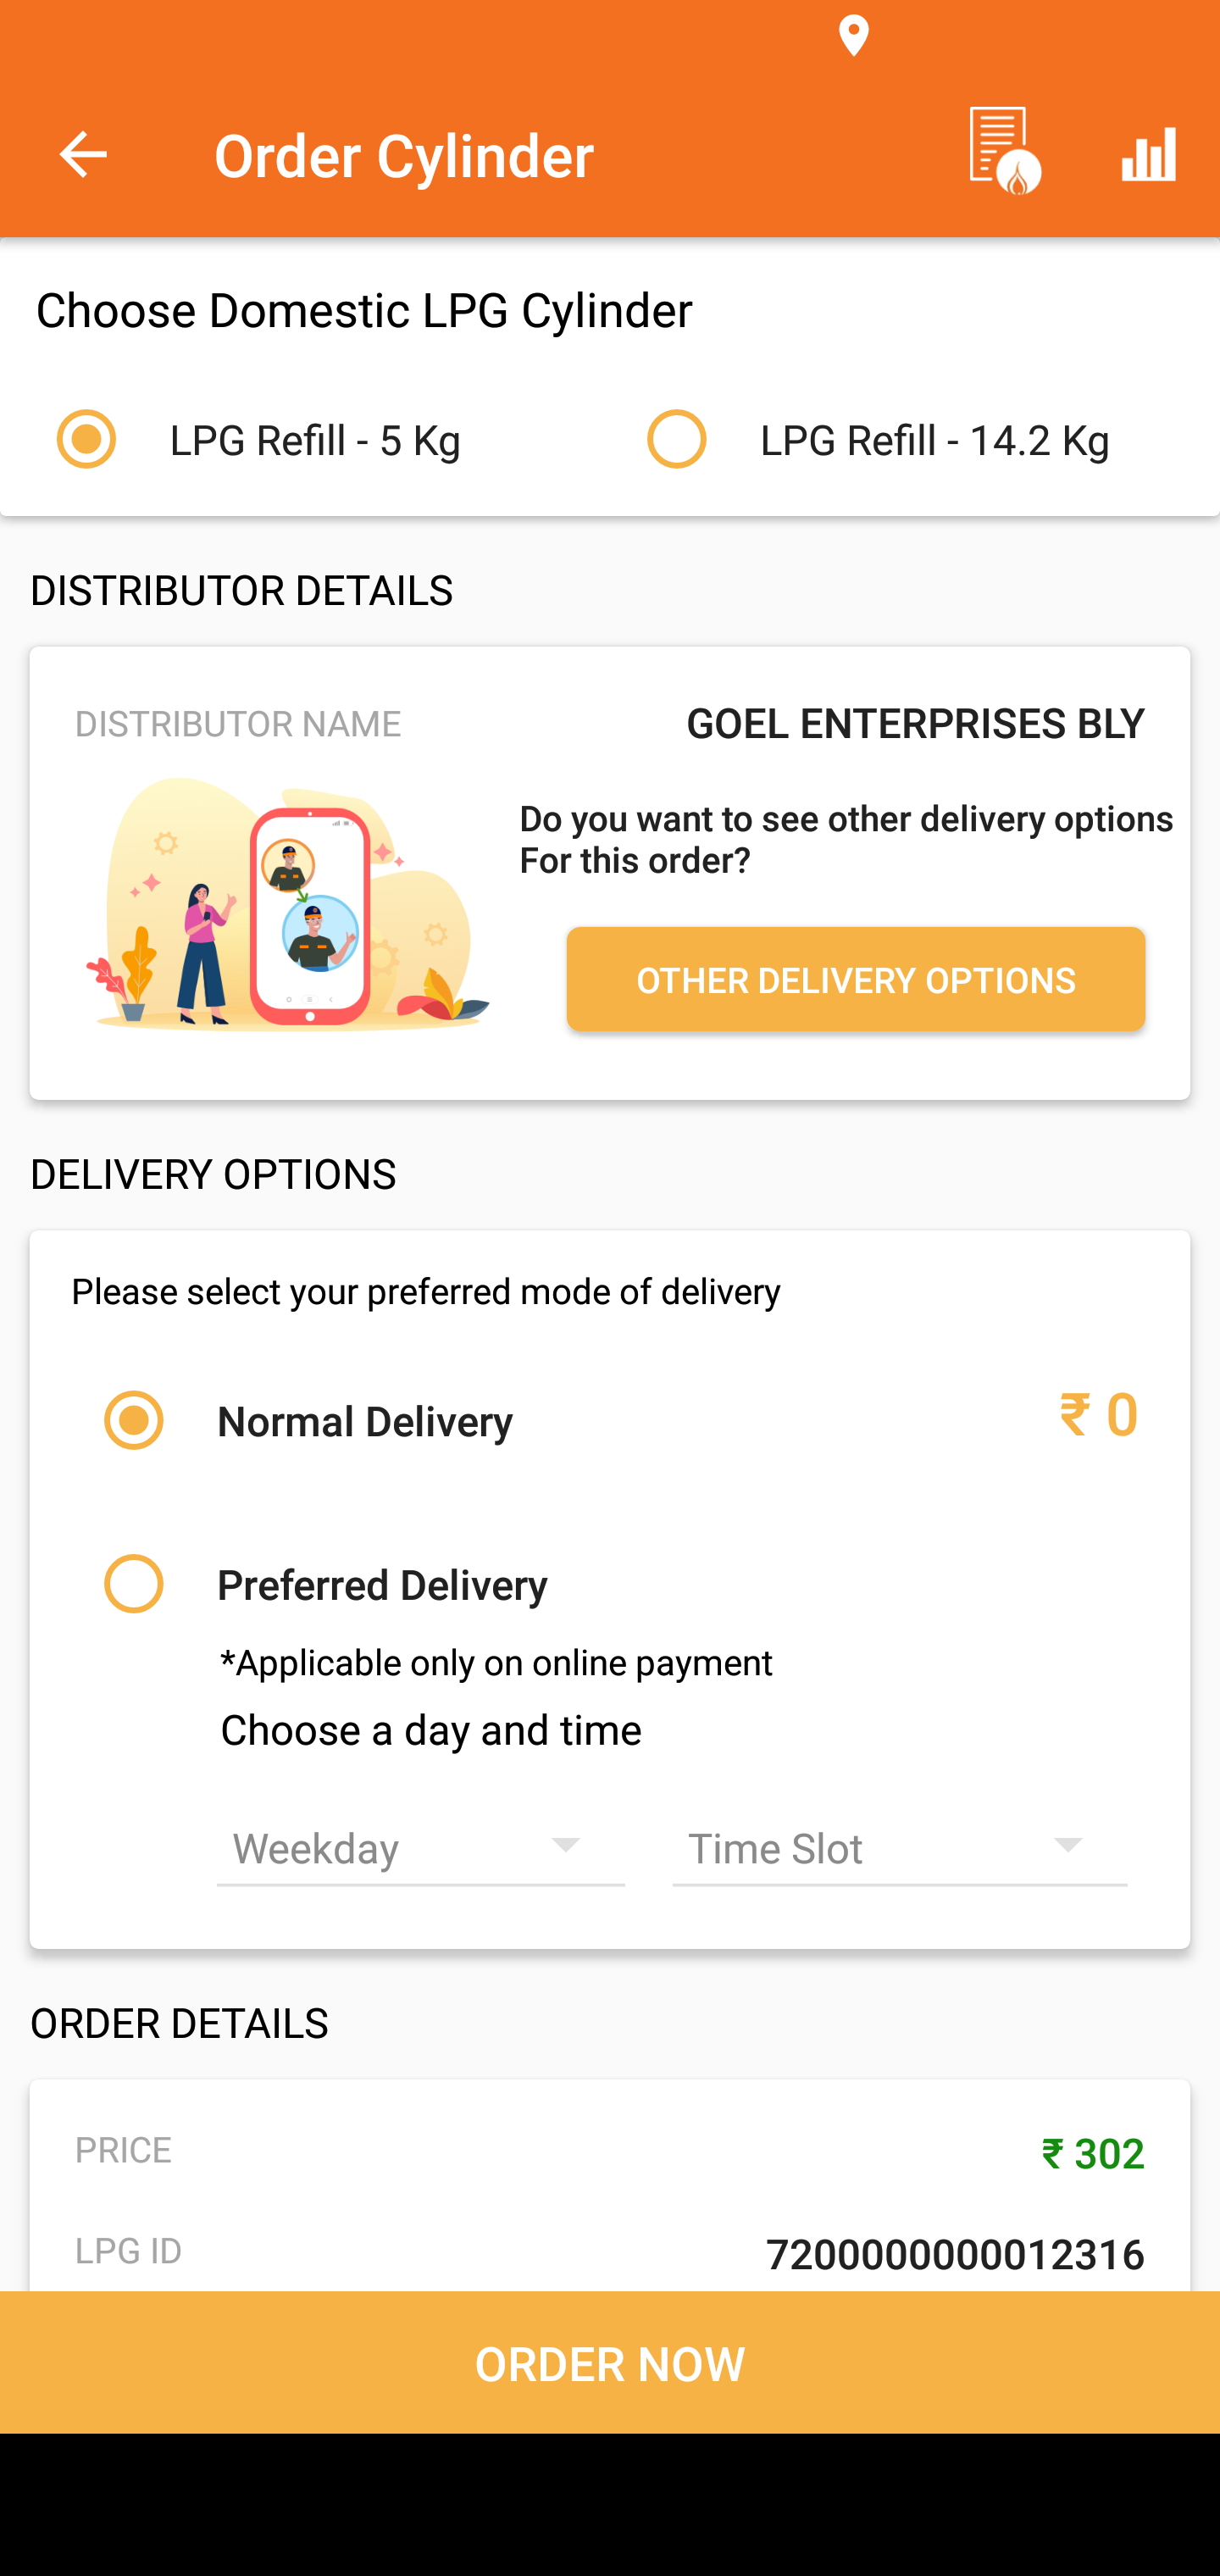 Order Cylinder
Choose Domestic LPG Cylinder
LPG Refill - 5 Kg
LPG Refill - 14.2 Kg
DISTRIBUTOR DETAILS
DISTRIBUTOR NAME
GOEL ENTERPRISES BLY
Do you want to see other delivery options
For this order?
OTHER DELIVERY OPTIONS
DELIVERY OPTIONS
Please select your preferred mode of delivery
Normal Delivery
₹ 0
Preferred Delivery
*Applicable only on online payment
Choose a day and time
Weekday
Time Slot
ORDER DETAILS
PRICE
₹ 302
LPG ID
7200000000012316
ORDER NOW